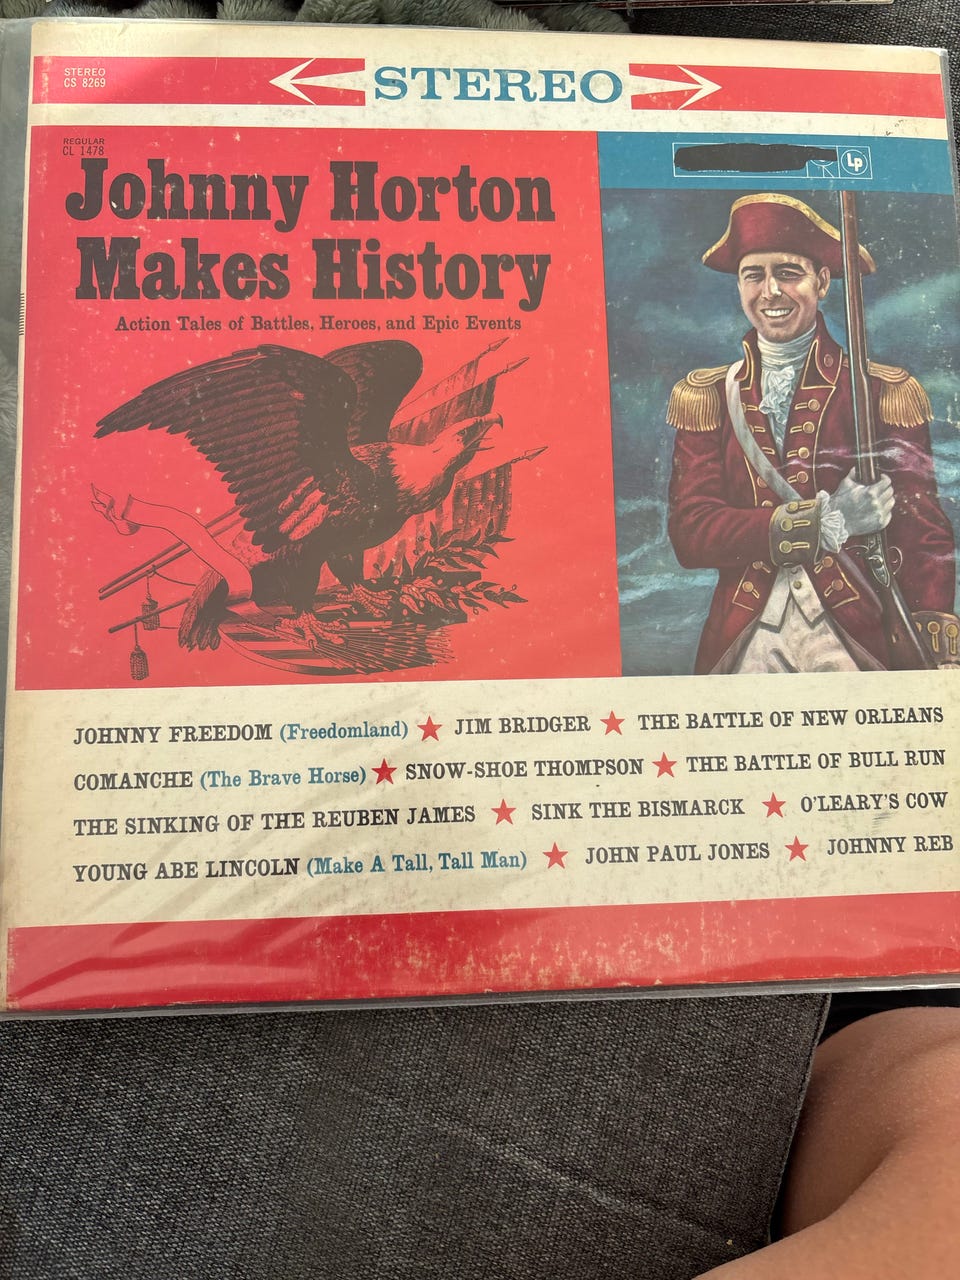 STEREO
CS 8269
STEREO
REGULAR
CL 1478
Lp
Johnny Horton
Makes History
Action Tales of Battles, Heroes, and Epic Events
JOHNNY FREEDOM (Freedomland) ★ JIM BRIDGER ★ THE BATTLE OF NEW ORLEANS
COMANCHE (The Brave Horse) ★ SNOW-SHOE THOMPSON ★ THE BATTLE OF BULL RUN
THE SINKING OF THE REUBEN JAMES ★ SINK THE BISMARCK ★ O'LEARY'S COW
YOUNG ABE LINCOLN (Make A Tall, Tall Man) ★ JOHN PAUL JONES ★ JOHNNY REB